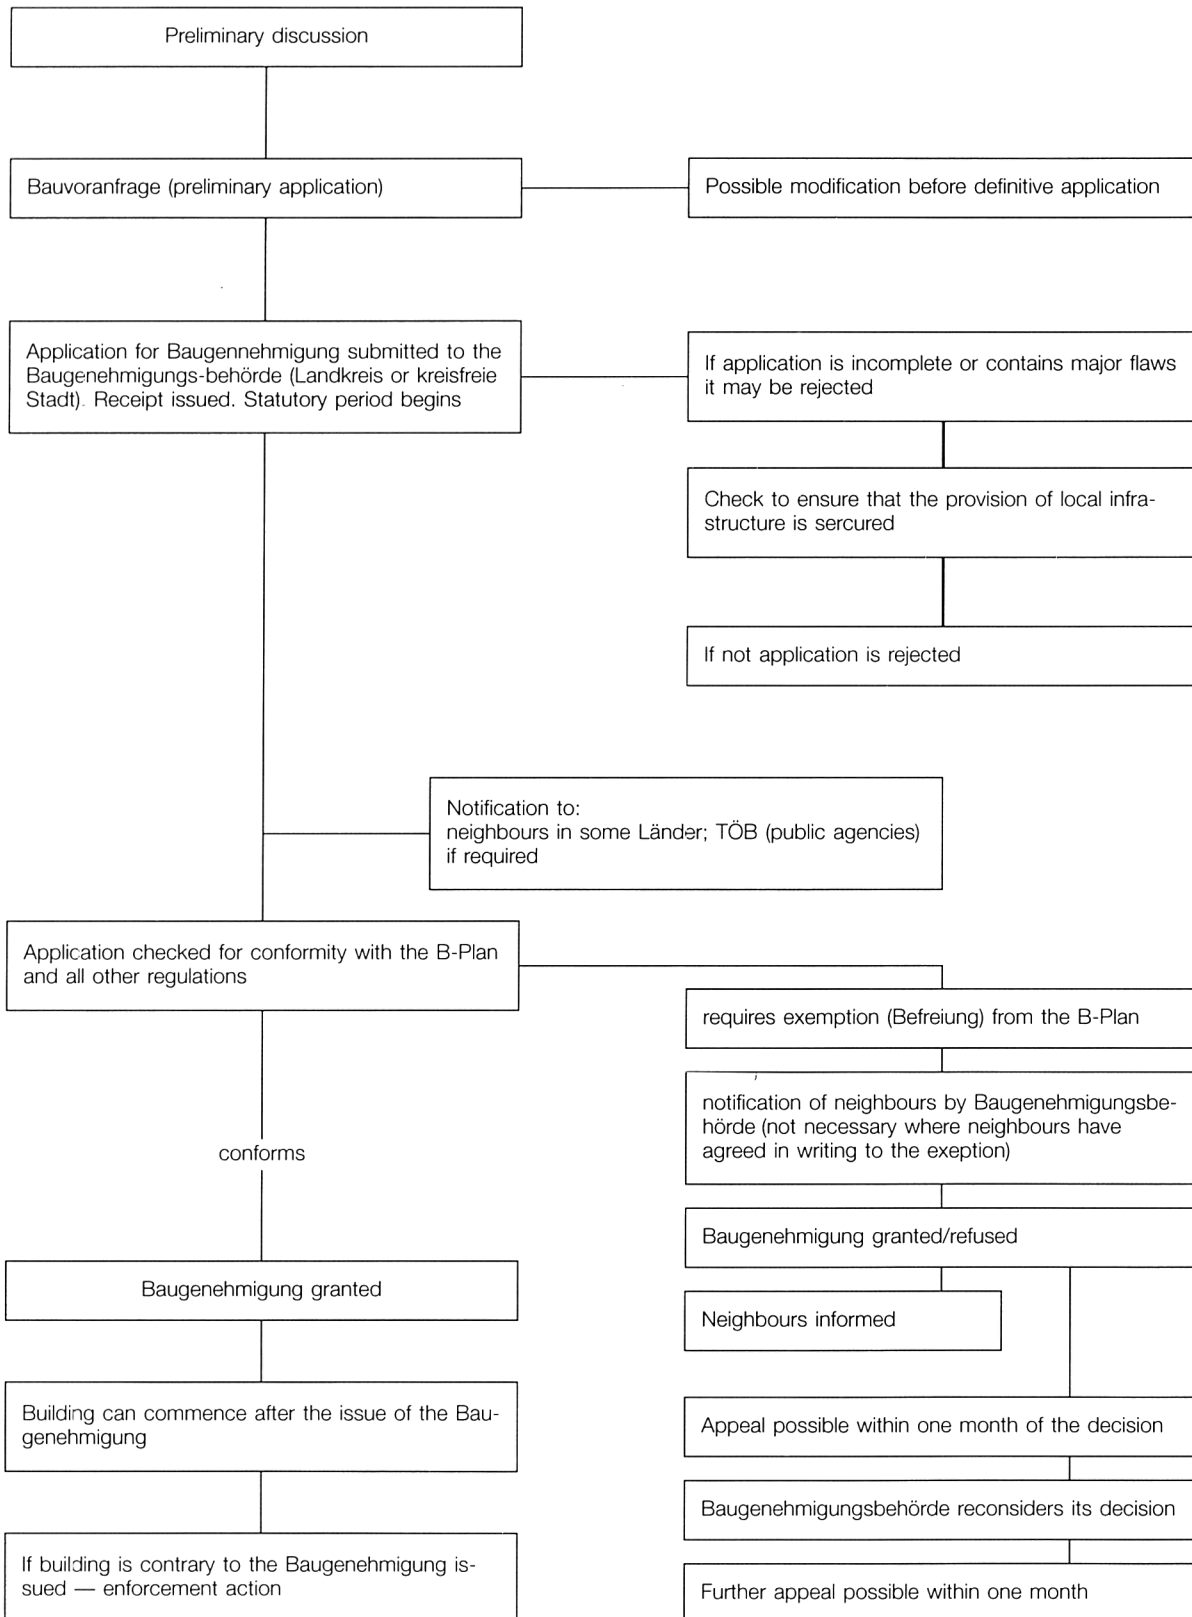 Preliminary discussion
Bauvoranfrage (preliminary application)
Possible modification before definitive application
Application for Baugennehmigung submitted to the
Baugenehmigungs-behörde (Landkreis or kreisfreie
Stadt). Receipt issued. Statutory period begins
If application is incomplete or contains major flaws
it may be rejected
Check to ensure that the provision of local infra-
structure is sercured
If not application is rejected
Notification to:
neighbours in some Länder; TÖB (public agencies)
if required
Application checked for conformity with the B-Plan
and all other regulations
requires exemption (Befreiung) from the B-Plan
notification of neighbours by Baugenehmigungsbe-
hörde (not necessary where neighbours have
agreed in writing to the exeption)
conforms
Baugenehmigung granted/refused
Baugenehmigung granted
Neighbours informed
Building can commence after the issue of the Bau-
genehmigung
Appeal possible within one month of the decision
Baugenehmigungsbehörde reconsiders its decision
If building is contrary to the Baugenehmigung is-
sued — enforcement action
Further appeal possible within one month